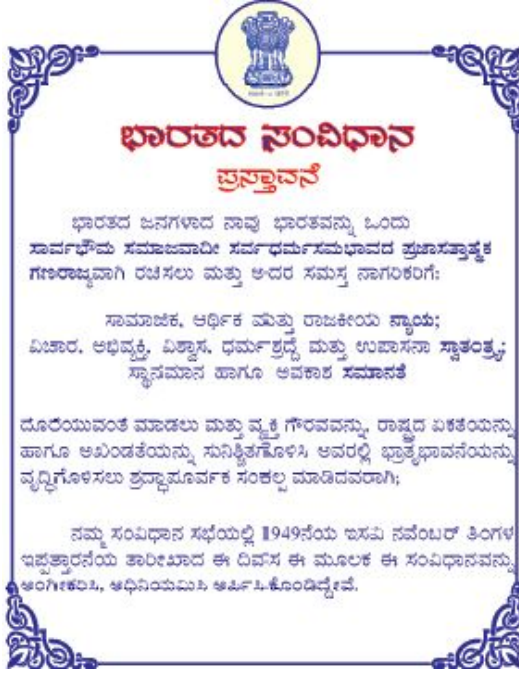 ಭಾರತದ ಸಂವಿಧಾನ
ಪ್ರಸ್ತಾವನೆ
ಭಾರತದ ಜನಗಳಾದ ನಾವು ಭಾರತವನ್ನು ಒಂದು
ಸಾರ್ವಭೌಮ ಸಮಾಜವಾದೀ ಸರ್ವಧರ್ಮಸಮಭಾವದ ಪ್ರಜಾಸತ್ತಾತ್ಮಕ
ಗಣರಾಜ್ಯವಾಗಿ ರಚಿಸಲು ಮತ್ತು ಅದರ ಸಮಸ್ತ ನಾಗರಿಕರಿಗೆ:
ಸಾಮಾಜಿಕ, ಆರ್ಥಿಕ ಮತ್ತು ರಾಜಕೀಯ ನ್ಯಾಯ;
ವಿಚಾರ, ಅಭಿವ್ಯಕ್ತಿ, ವಿಶ್ವಾಸ, ಧರ್ಮಶ್ರದ್ಧೆ ಮತ್ತು ಉಪಾಸನಾ ಸ್ವಾತಂತ್ರ್ಯ;
ಸ್ಥಾನಮಾನ ಹಾಗೂ ಅವಕಾಶ ಸಮಾನತೆ
ದೊರೆಯುವಂತೆ ಮಾಡಲು ಮತ್ತು ವ್ಯಕ್ತಿ ಗೌರವವನ್ನು, ರಾಷ್ಟ್ರದ ಏಕತೆಯನ್ನು
ಹಾಗೂ ಅಖಂಡತೆಯನ್ನು ಸುನಿಶ್ಚಿತಗೊಳಿಸಿ ಅವರಲ್ಲಿ ಭ್ರಾತೃಭಾವನೆಯನ್ನು
ವೃದ್ಧಿಗೊಳಿಸಲು ಶ್ರದ್ಧಾಪೂರ್ವಕ ಸಂಕಲ್ಪ ಮಾಡಿದವರಾಗಿ;
ನಮ್ಮ ಸಂವಿಧಾನ ಸಭೆಯಲ್ಲಿ 1949ನೆಯ ಇಸವಿ ನವೆಂಬರ್ ತಿಂಗಳ
ಇಪ್ಪತ್ತಾರನೆಯ ತಾರೀಖಾದ ಈ ದಿವಸ ಈ ಮೂಲಕ ಈ ಸಂವಿಧಾನವನ್ನು
ಅಂಗೀಕರಿಸಿ, ಅಧಿನಿಯಮಿಸಿ ಅರ್ಪಿಸಿಕೊಂಡಿದ್ದೇವೆ.